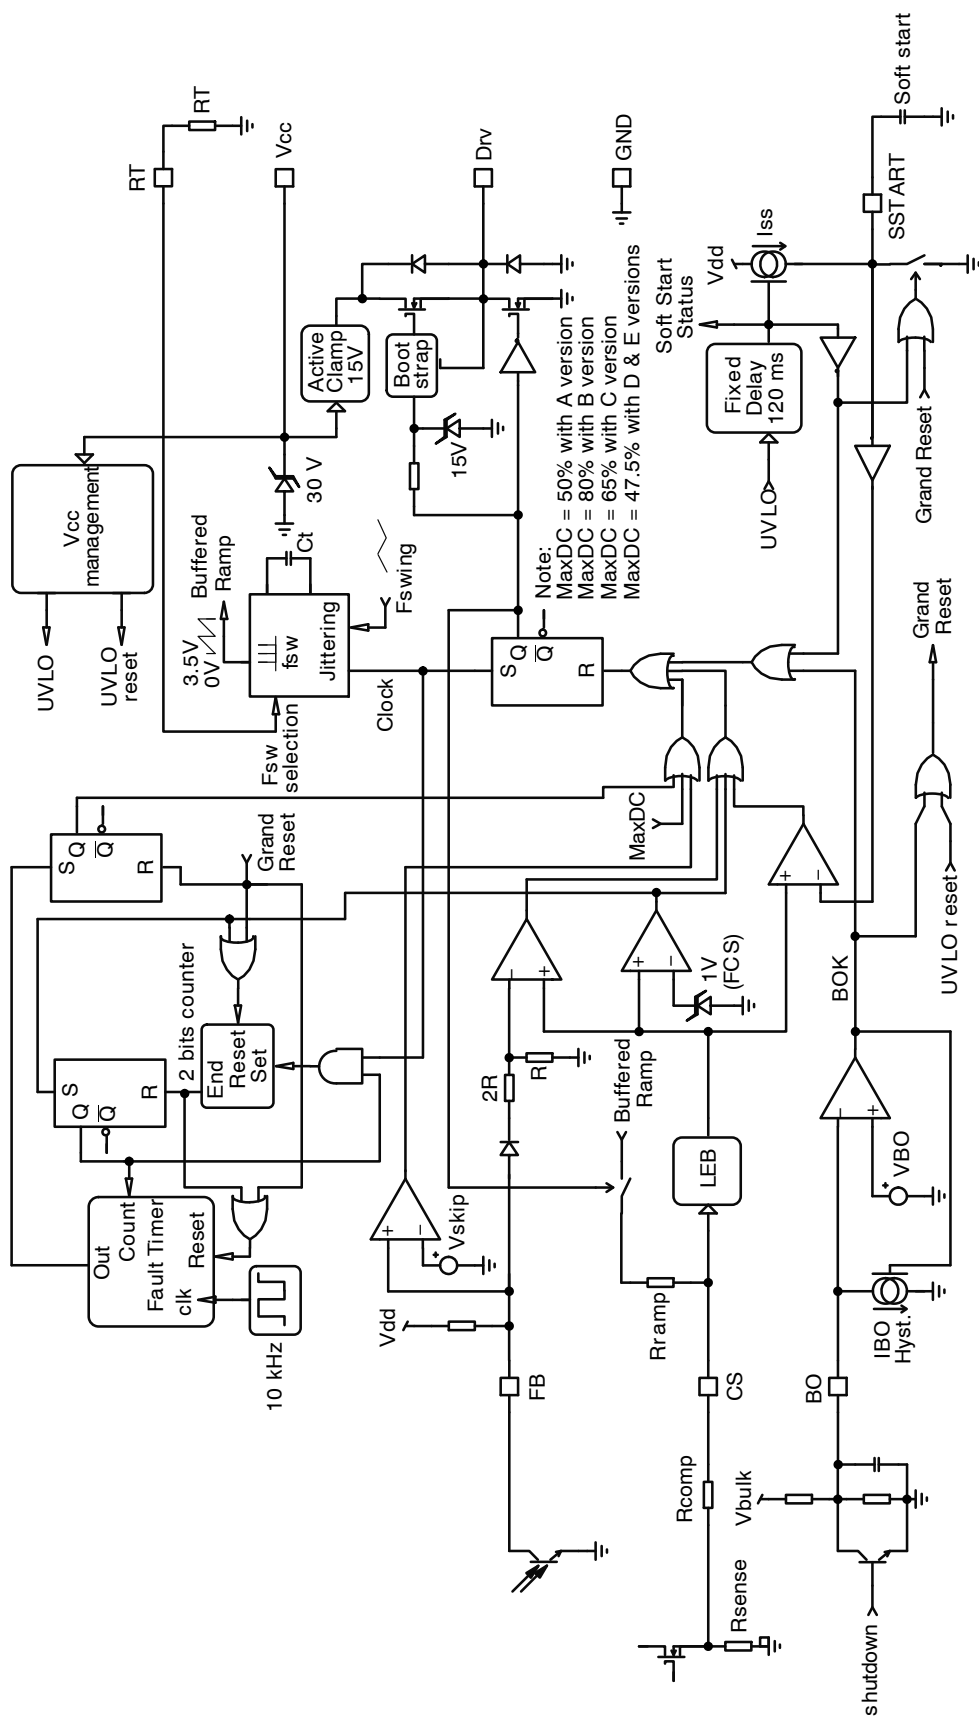 UVLO
UVLO
reset
Vcc
management
Out
Count
Fault Timer
clk
Reset
10 kHz
S
Q
Q
R
2 bits counter
End
Reset
Set
S
Q
Q
R
Grand
Reset
3.5V
0V
Buffered
Ramp
Fsw
selection
fsw
Jittering
Ct
Fswing
Clock
30 V
RT
RT
Vcc
Active
Clamp
15V
Boot
strap
15V
Drv
GND
Vdd
+
−
Vskip
FB
2R
R
−
+
S
Q
Q
R
Note:
MaxDC = 50% with A version
MaxDC = 80% with B version
MaxDC = 65% with C version
MaxDC = 47.5% with D & E versions
MaxDC
Buffered
Ramp
Rramp
LEB
+
−
1V
(FCS)
Rcomp
CS
Rsense
+
−
Soft Start
Status
Vdd
Iss
Fixed
Delay
120 ms
UVLO
SSTART
Soft start
Grand Reset
Vbulk
BO
shutdown
IBO
Hyst.
−
+
VBO
BOK
UVLO reset
Grand
Reset